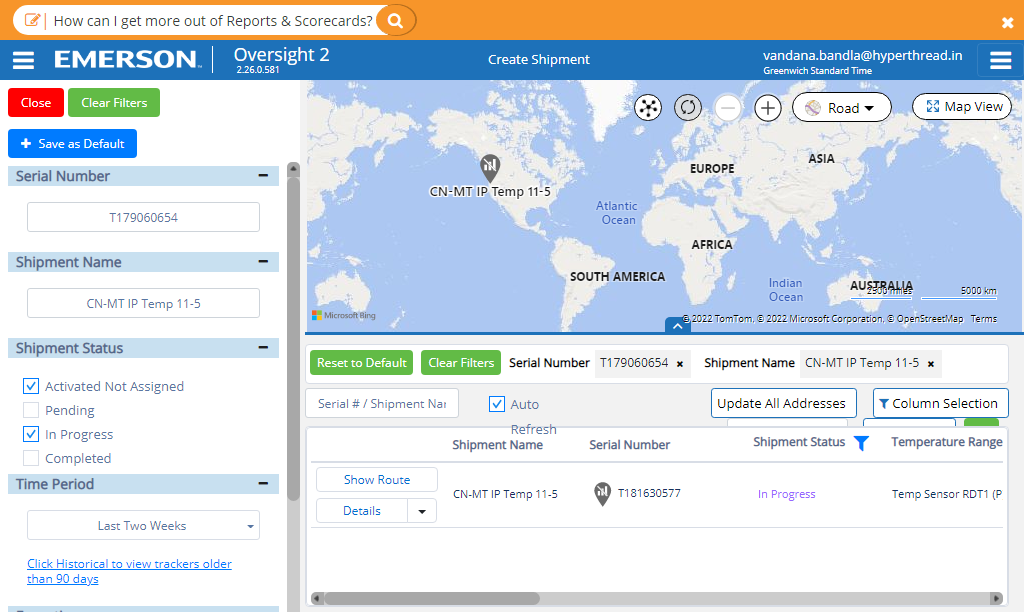 How can I get more out of Reports & Scorecards?
EMERSON
Oversight 2
2.26.0.581
Create Shipment
vandana.bandla@hyperthread.in
Greenwich Standard Time
Close
Clear Filters
Save as Default
Serial Number
T179060654
Shipment Name
CN-MT IP Temp 11-5
Shipment Status
Activated Not Assigned
Pending
In Progress
Completed
Time Period
Last Two Weeks
Click Historical to view trackers older
than 90 days
Road
Map View
ASIA
EUROPE
CN-MT IP Temp 11-5
Atlantic
Ocean
AFRICA
SOUTH AMERICA
Indian
Ocean
AUSTRALIA
2500 miles
5000 km
Microsoft Bing
© 2022 TomTom, © 2022 Microsoft Corporation, © OpenStreetMap Terms
Reset to Default
Clear Filters
Serial Number
T179060654 ×
Shipment Name
CN-MT IP Temp 11-5 ×
Serial # / Shipment Nar
Auto
Refresh
Update All Addresses
Column Selection
Shipment Name
Serial Number
Shipment Status
Temperature Range
Show Route
Details
CN-MT IP Temp 11-5
T181630577
In Progress
Temp Sensor RDT1 (P